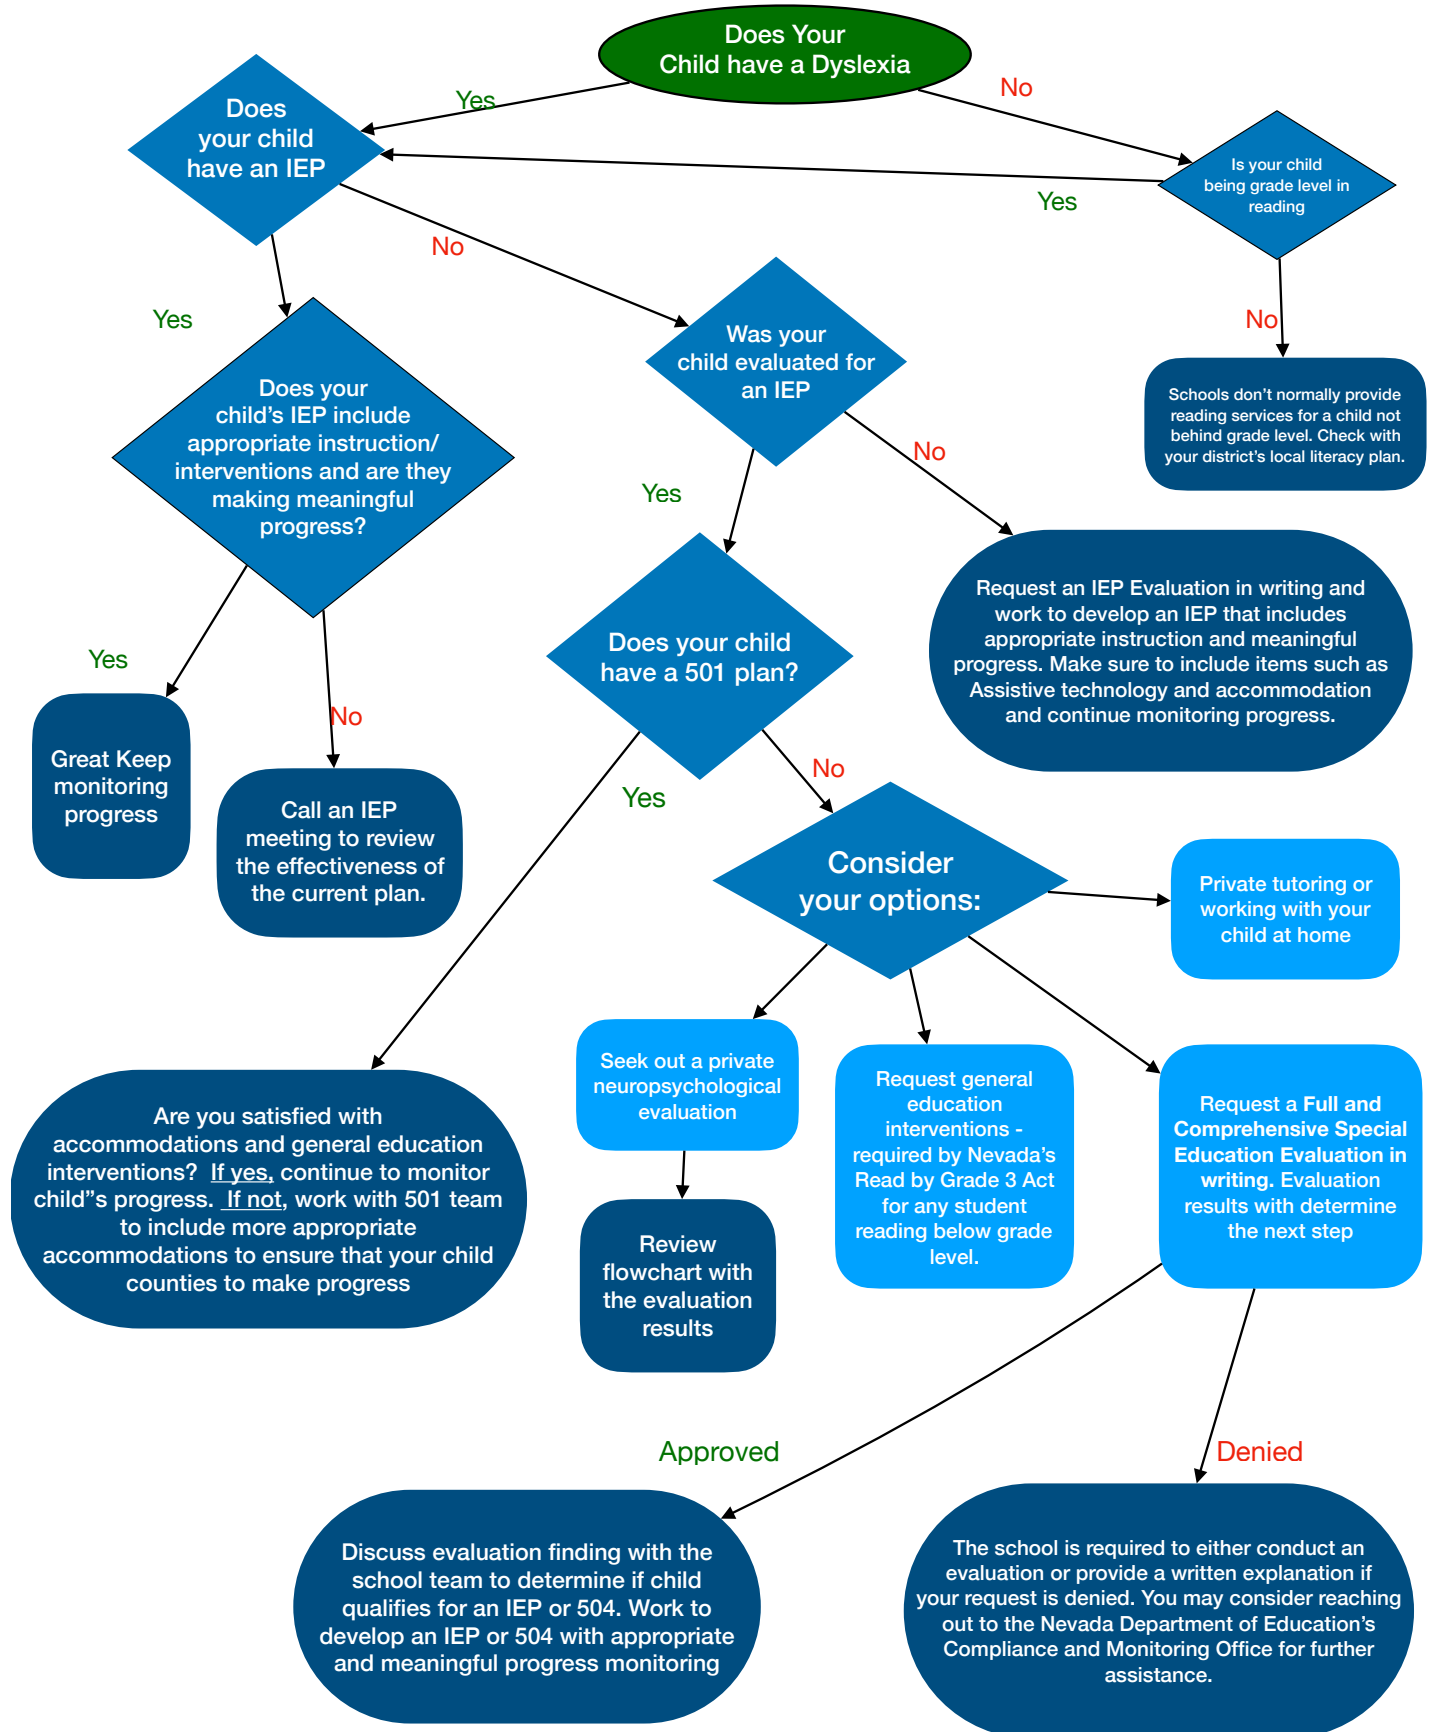 Does Your
Child have a Dyslexia
Yes
No
Does
your child
have an IEP
Is your child
being grade level in
reading
Yes
No
Yes
No
Was your
child evaluated for
an IEP
Does your
child’s IEP include
appropriate instruction/
interventions and are they
making meaningful
progress?
Schools don’t normally provide
reading services for a child not
behind grade level. Check with
your district’s local literacy plan.
No
Yes
Request an IEP Evaluation in writing and
work to develop an IEP that includes
appropriate instruction and meaningful
progress. Make sure to include items such as
Assistive technology and accommodation
and continue monitoring progress.
Does your child
have a 501 plan?
Yes
No
Great Keep
monitoring
progress
Call an IEP
meeting to review
the effectiveness of
the current plan.
Yes
No
Consider
your options:
Private tutoring or
working with your
child at home
Seek out a private
neuropsychological
evaluation
Request general
education
interventions -
required by Nevada’s
Read by Grade 3 Act
for any student
reading below grade
level.
Request a Full and
Comprehensive Special
Education Evaluation in
writing. Evaluation
results with determine
the next step
Are you satisfied with
accommodations and general education
interventions? If yes, continue to monitor
child”s progress. If not, work with 501 team
to include more appropriate
accommodations to ensure that your child
counties to make progress
Review
flowchart with
the evaluation
results
Approved
Denied
Discuss evaluation finding with the
school team to determine if child
qualifies for an IEP or 504. Work to
develop an IEP or 504 with appropriate
and meaningful progress monitoring
The school is required to either conduct an
evaluation or provide a written explanation if
your request is denied. You may consider reaching
out to the Nevada Department of Education’s
Compliance and Monitoring Office for further
assistance.